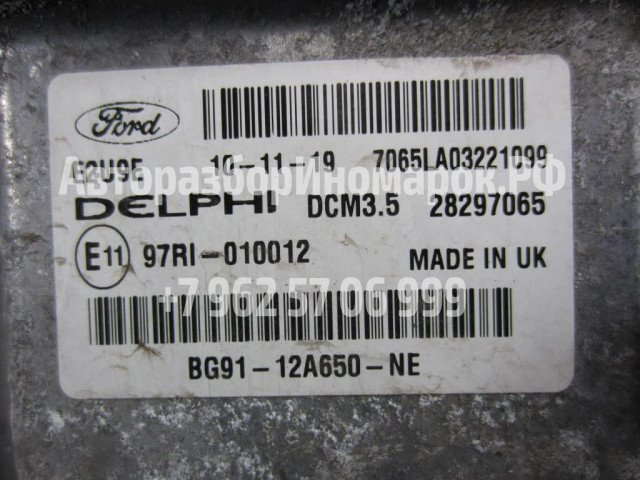 Ford
E2U9E 10-11-19 7065LA03221099
АвторазборИномарок.РФ
DELPHI DCM3.5 28297065
E11 97RI-010012 MADE IN UK
+7 962 57 06 999
BG91-12A650-NE